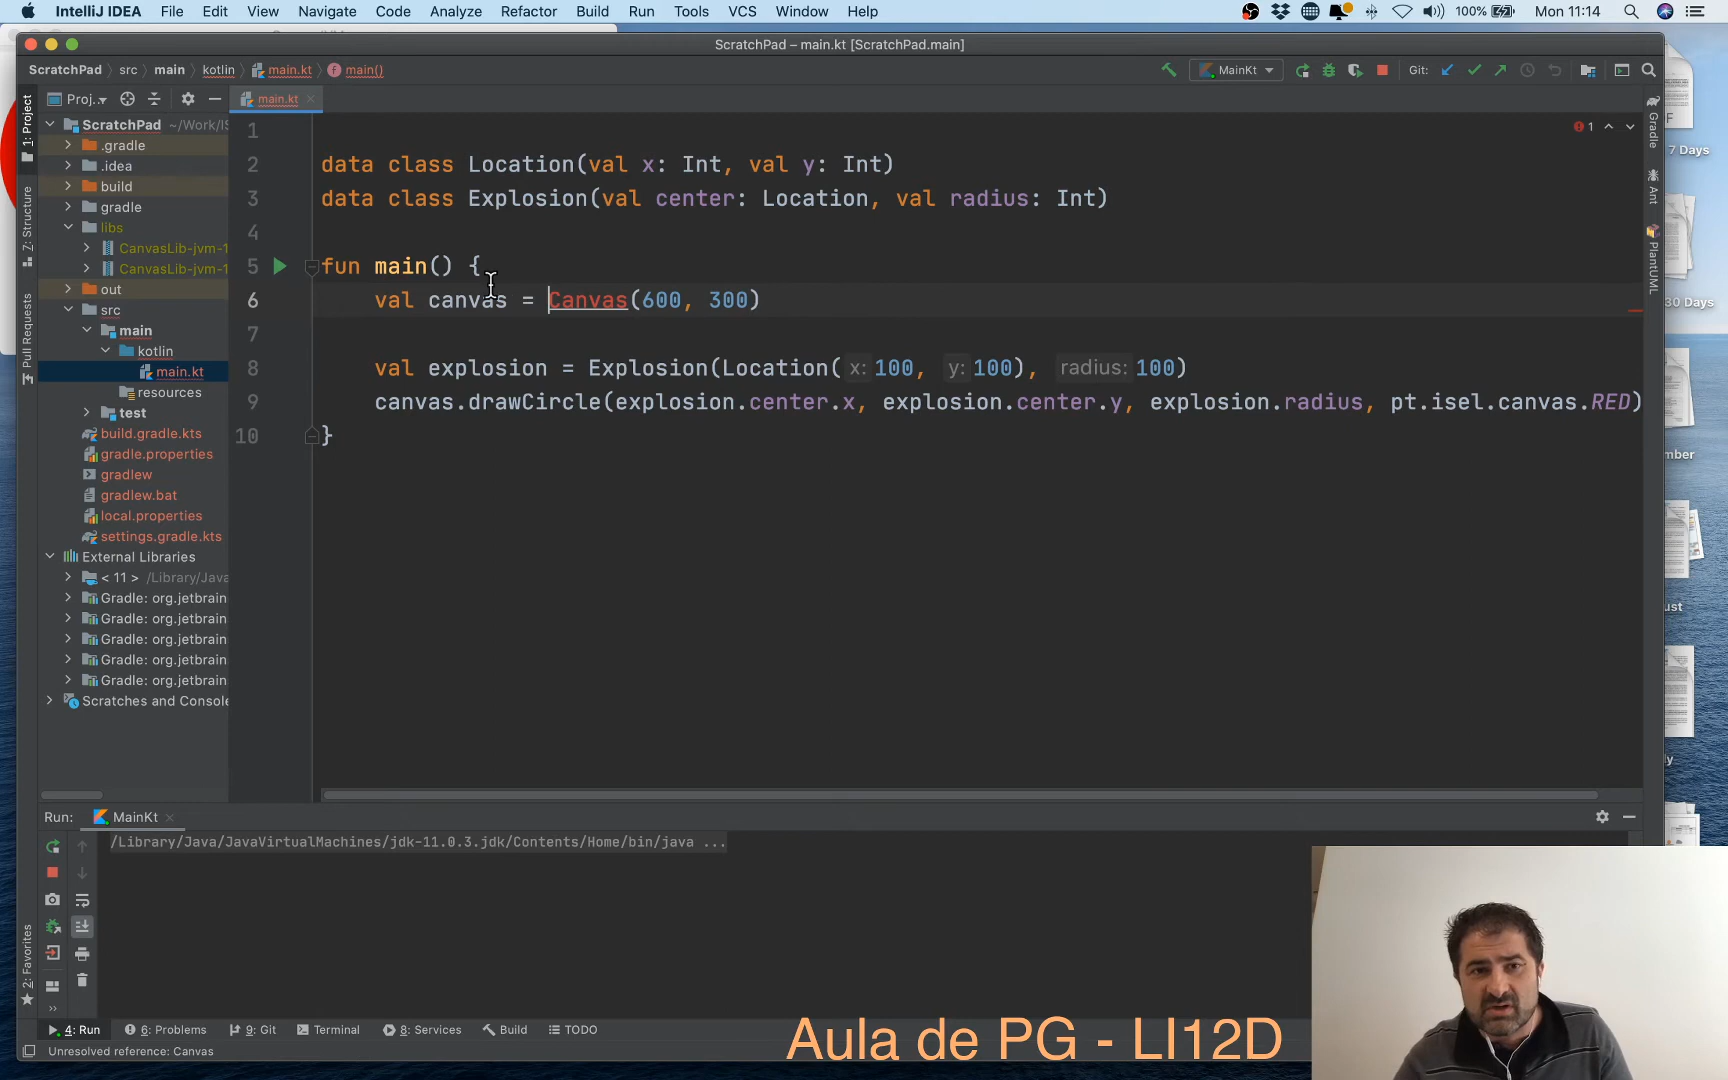 IntelliJ IDEA File Edit View Navigate Code Analyze Refactor Build Run Tools VCS Window Help 100% Mon 11:14
ScratchPad – main.kt [ScratchPad.main]
ScratchPad src main kotlin main.kt main() MainKt Git:
Proj... main.kt
1: Project
Z: Structure
Pull Requests
2: Favorites
ScratchPad ~/Work/IS
.gradle
.idea
build
gradle
libs
CanvasLib-jvm-1
CanvasLib-jvm-1
out
src
main
kotlin
main.kt
resources
test
build.gradle.kts
gradle.properties
gradlew
gradlew.bat
local.properties
settings.gradle.kts
External Libraries
< 11 > /Library/Java
Gradle: org.jetbrain
Gradle: org.jetbrain
Gradle: org.jetbrain
Gradle: org.jetbrain
Gradle: org.jetbrain
Scratches and Console
1
1
2 data class Location(val x: Int, val y: Int)
3 data class Explosion(val center: Location, val radius: Int)
4
5 fun main() {
6 val canvas = Canvas(600, 300)
7
8 val explosion = Explosion(Location( x: 100, y: 100), radius: 100)
9 canvas.drawCircle(explosion.center.x, explosion.center.y, explosion.radius, pt.isel.canvas.RED)
10 }
Gradle
Ant
PlantUML
F
7 Days
30 Days
ust
mber
ly
Run: MainKt
/Library/Java/JavaVirtualMachines/jdk-11.0.3.jdk/Contents/Home/bin/java ...
4: Run 6: Problems 9: Git Terminal 8: Services Build TODO
Unresolved reference: Canvas
Aula de PG - LI12D